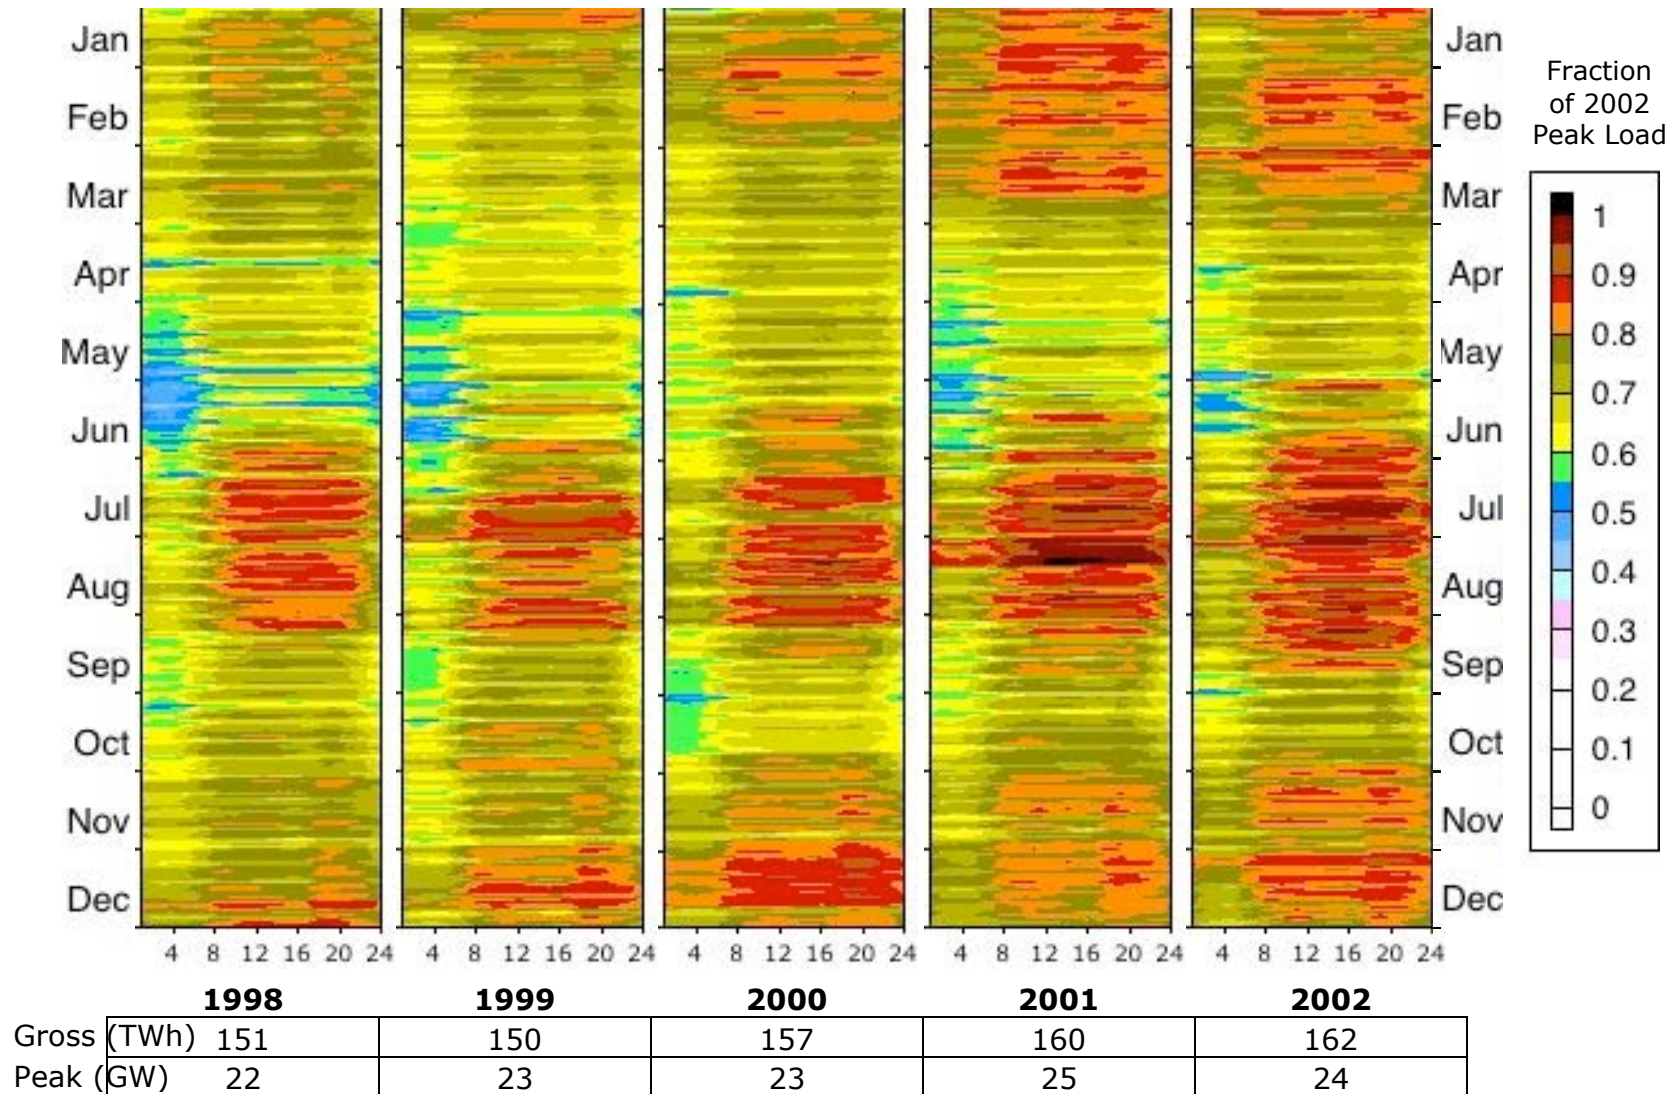 Jan
Feb
Mar
Apr
May
Jun
Jul
Aug
Sep
Oct
Nov
Dec
Jan
Feb
Mar
Apr
May
Jun
Jul
Aug
Sep
Oct
Nov
Dec
Fraction
of 2002
Peak Load
1
0.9
0.8
0.7
0.6
0.5
0.4
0.3
0.2
0.1
0
4 8 12 16 20 24 4 8 12 16 20 24 4 8 12 16 20 24 4 8 12 16 20 24 4 8 12 16 20 24
1998 1999 2000 2001 2002
Gross (TWh) 151 150 157 160 162
Peak (GW) 22 23 23 25 24